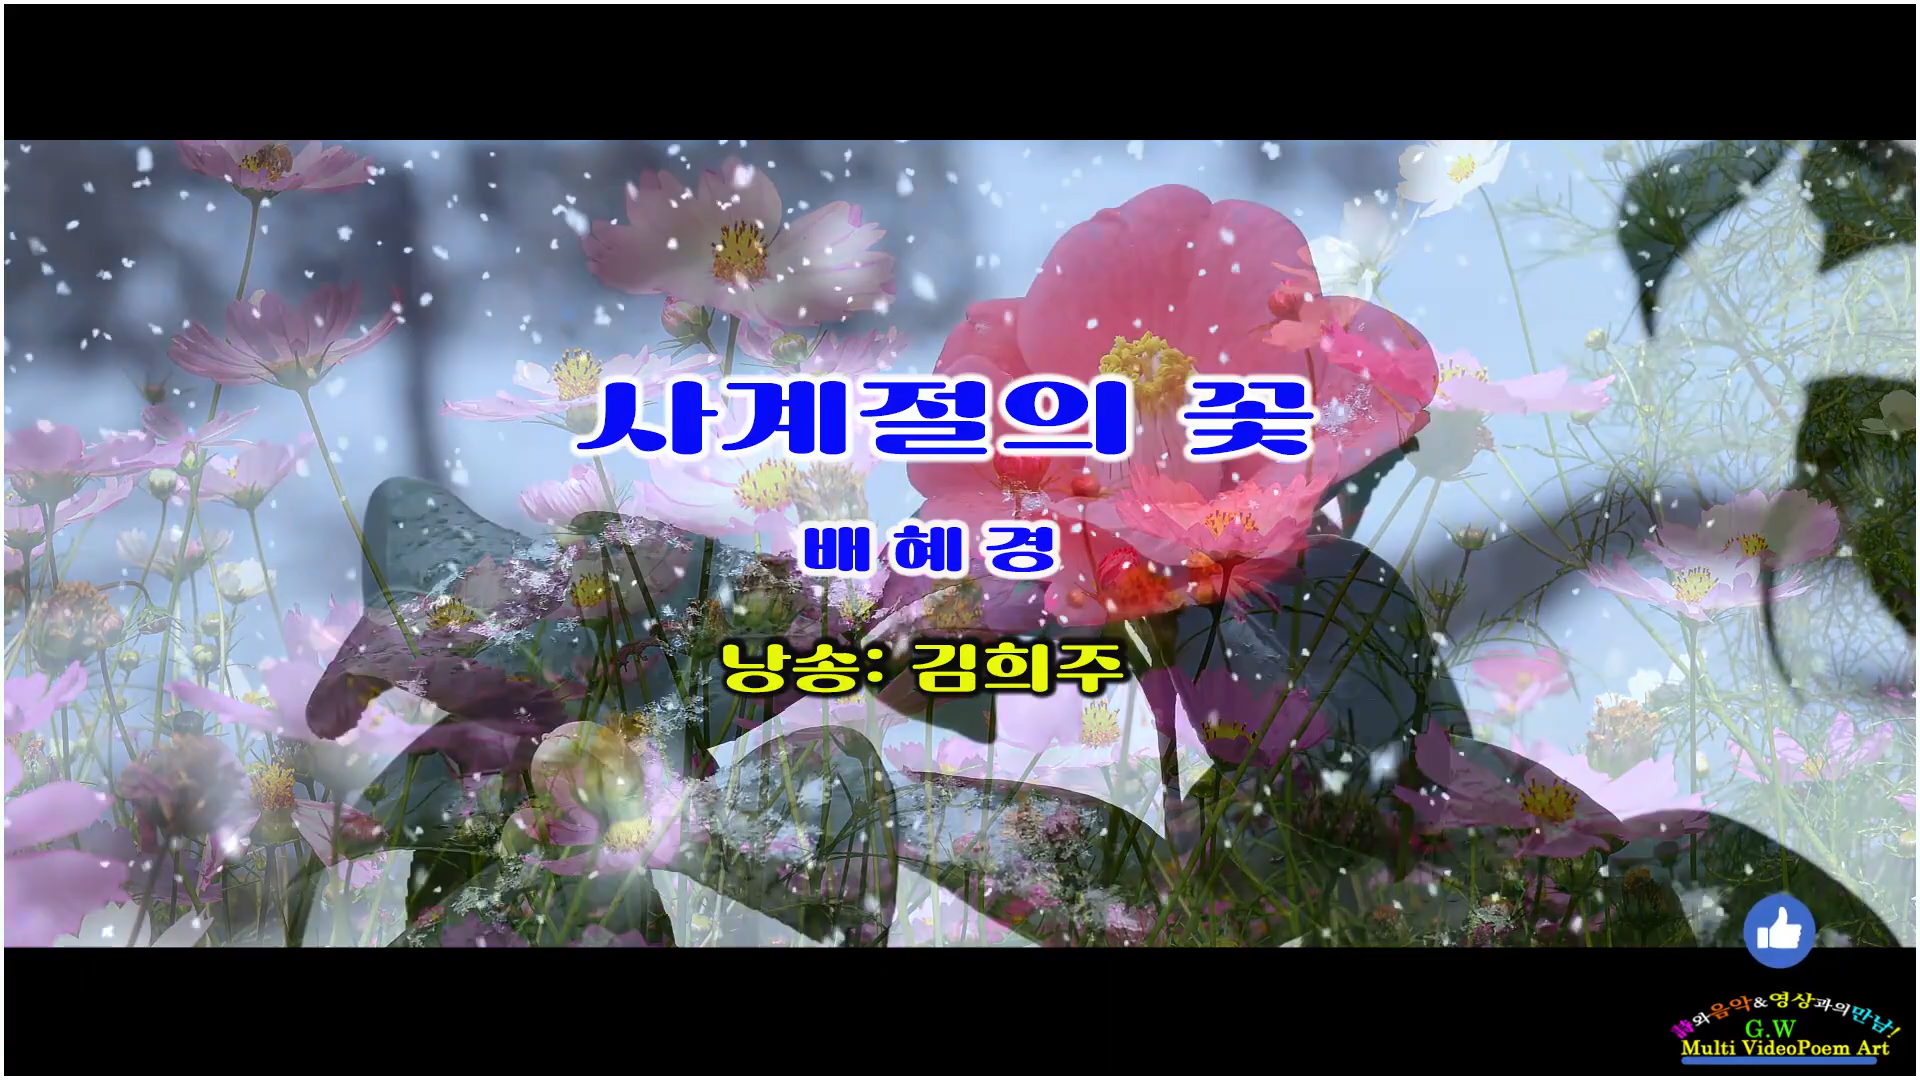 사계절의 꽃
배 혜 경
낭송: 김희주
詩와음악&영상과의만남!
G.W
Multi VideoPoem Art